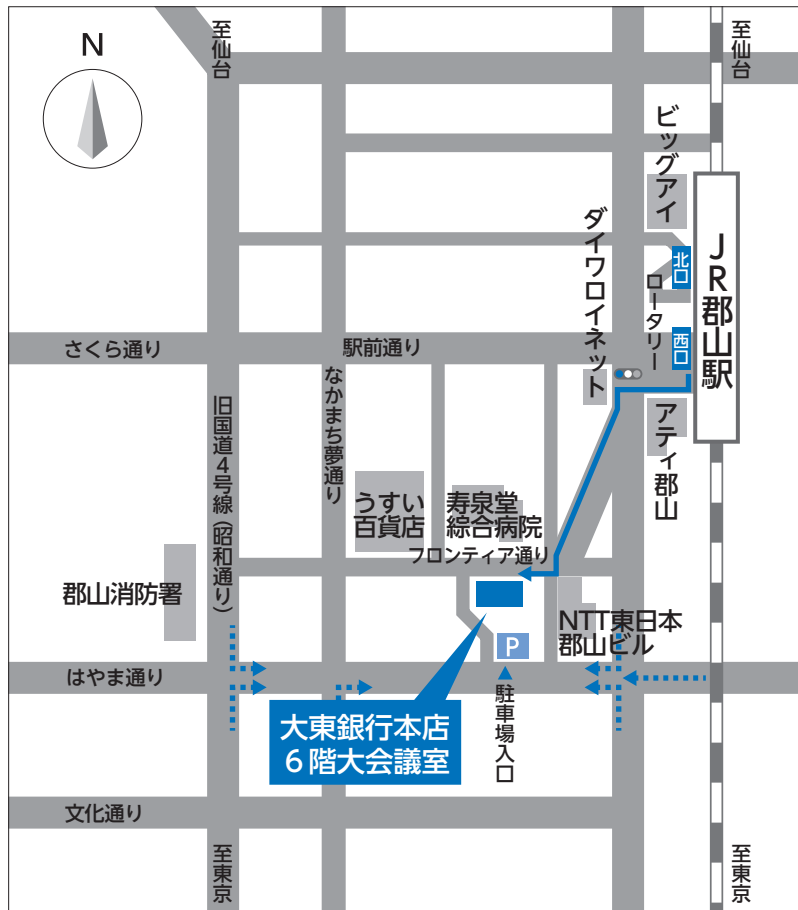 N
至仙台
至仙台
ビッグアイ
ダイワロイネット
北口
JR郡山駅
ロータリー
西口
さくら通り
駅前通り
なかまち夢通り
旧国道4号線(昭和通り)
アティ郡山
うすい
百貨店
寿泉堂
綜合病院
フロンティア通り
郡山消防署
NTT東日本
郡山ビル
P
はやま通り
駐車場入口
大東銀行本店
6階大会議室
文化通り
至東京
至東京